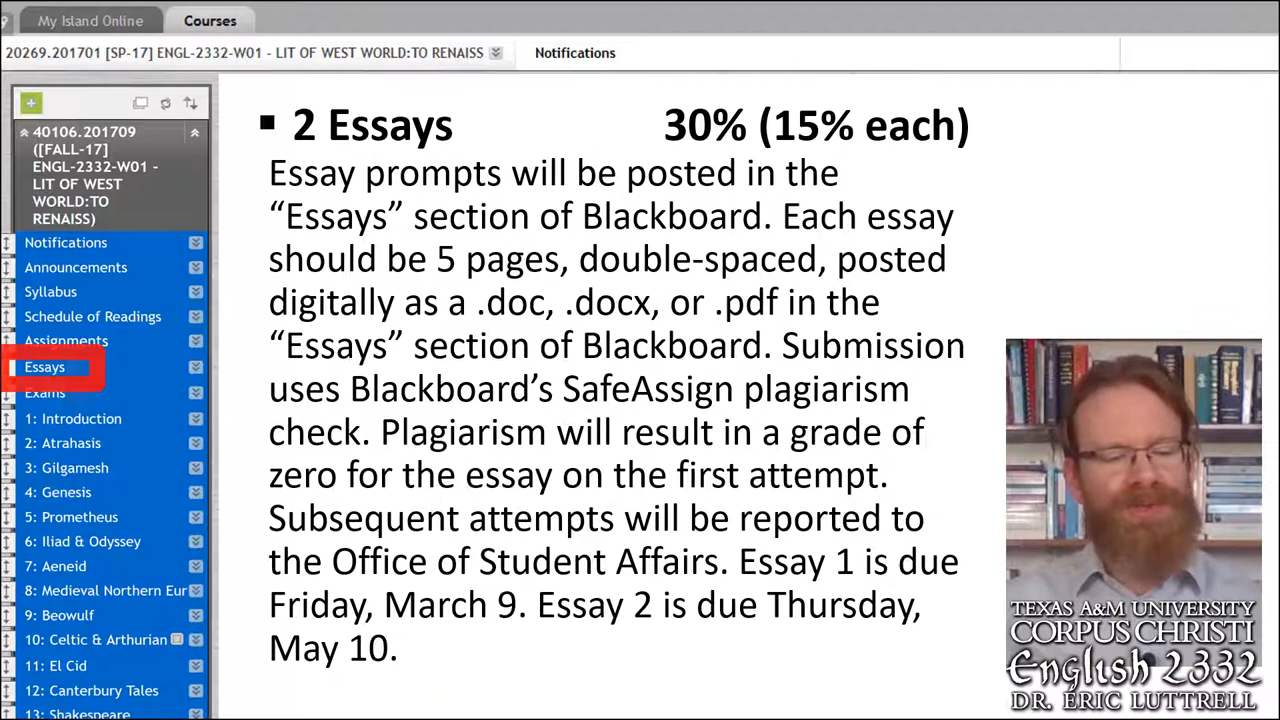 My Island Online
Courses
20269.201701 [SP-17] ENGL-2332-W01 - LIT OF WEST WORLD:TO RENAISS
Notifications
40106.201709
([FALL-17]
ENGL-2332-W01 -
LIT OF WEST
WORLD:TO
RENAISS)
Notifications
Announcements
Syllabus
Schedule of Readings
Assignments
Essays
Exams
1: Introduction
2: Atrahasis
3: Gilgamesh
4: Genesis
5: Prometheus
6: Iliad & Odyssey
7: Aeneid
8: Medieval Northern Eur
9: Beowulf
10: Celtic & Arthurian
11: El Cid
12: Canterbury Tales
13: Shakespeare
▪ 2 Essays 30% (15% each)
Essay prompts will be posted in the
“Essays” section of Blackboard. Each essay
should be 5 pages, double-spaced, posted
digitally as a .doc, .docx, or .pdf in the
“Essays” section of Blackboard. Submission
uses Blackboard’s SafeAssign plagiarism
check. Plagiarism will result in a grade of
zero for the essay on the first attempt.
Subsequent attempts will be reported to
the Office of Student Affairs. Essay 1 is due
Friday, March 9. Essay 2 is due Thursday,
May 10.
TEXAS A&M UNIVERSITY
CORPUS CHRISTI
English 2332
DR. ERIC LUTTRELL